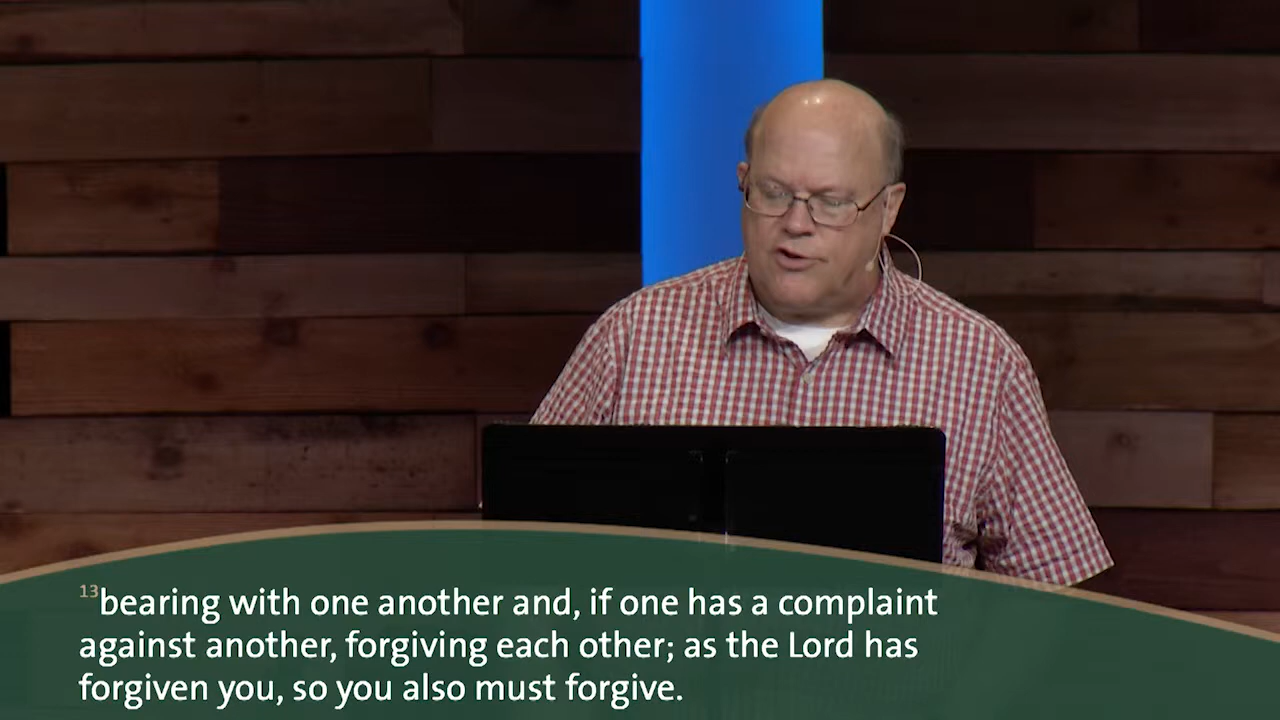 13bearing with one another and, if one has a complaint
against another, forgiving each other; as the Lord has
forgiven you, so you also must forgive.